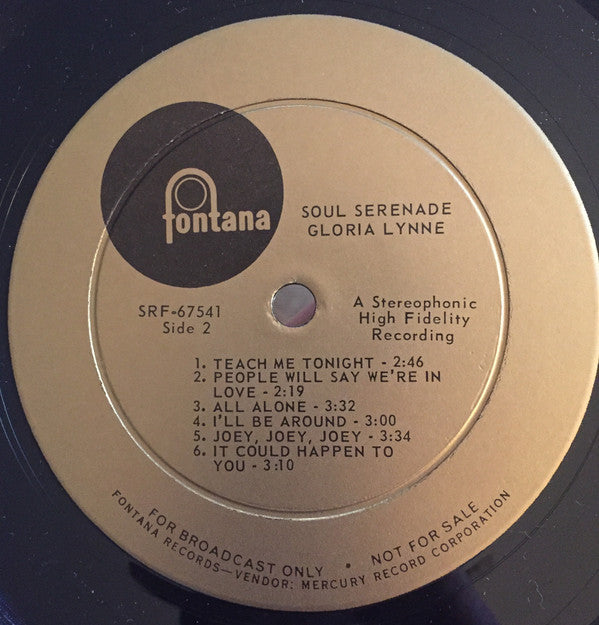 fontana
SOUL SERENADE
GLORIA LYNNE
SRF-67541
Side 2
A Stereophonic
High Fidelity
Recording
1. TEACH ME TONIGHT - 2:46
2. PEOPLE WILL SAY WE'RE IN
LOVE - 2:19
3. ALL ALONE - 3:32
4. I'LL BE AROUND - 3:00
5. JOEY, JOEY, JOEY - 3:34
6. IT COULD HAPPEN TO
YOU - 3:10
FOR BROADCAST ONLY • NOT FOR SALE
FONTANA RECORDS—VENDOR: MERCURY RECORD CORPORATION